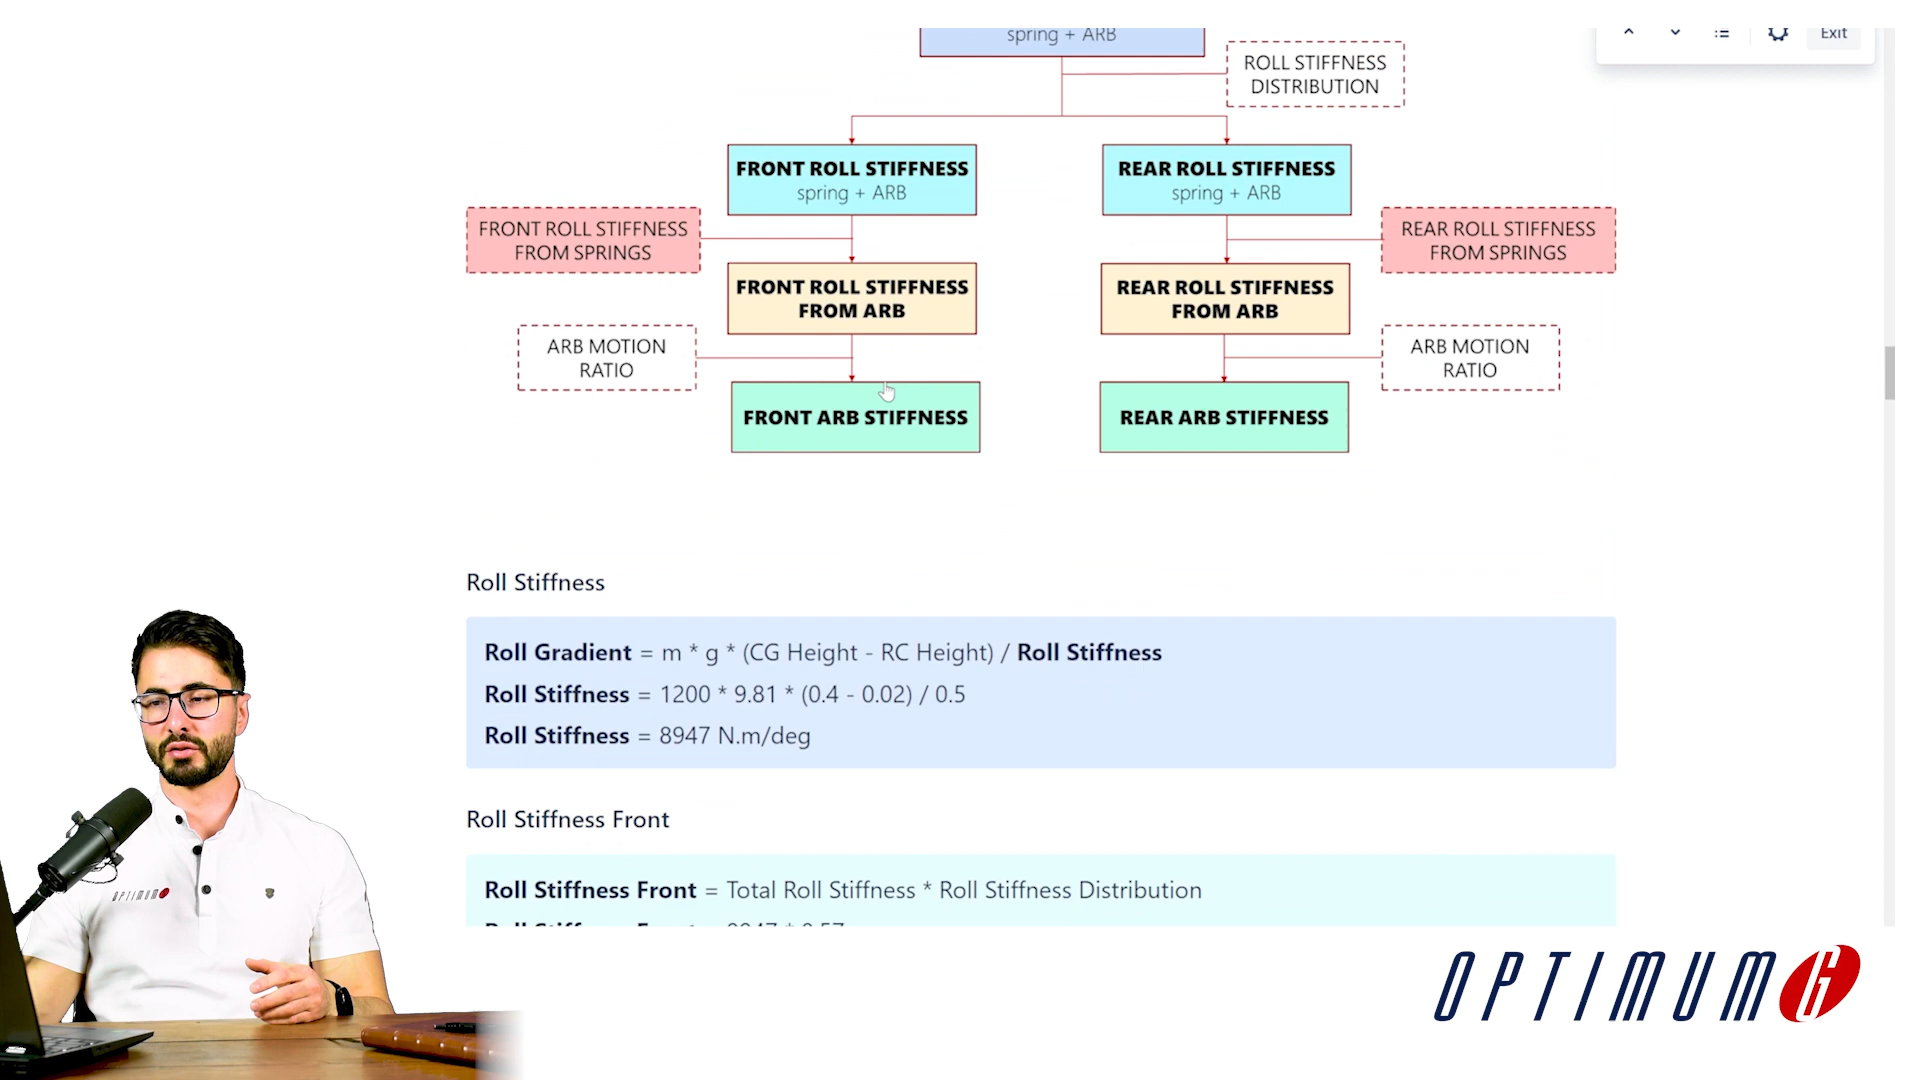 spring + ARB
Exit
ROLL STIFFNESS
DISTRIBUTION
FRONT ROLL STIFFNESS
spring + ARB
REAR ROLL STIFFNESS
spring + ARB
FRONT ROLL STIFFNESS
FROM SPRINGS
REAR ROLL STIFFNESS
FROM SPRINGS
FRONT ROLL STIFFNESS
FROM ARB
REAR ROLL STIFFNESS
FROM ARB
ARB MOTION
RATIO
ARB MOTION
RATIO
FRONT ARB STIFFNESS
REAR ARB STIFFNESS
Roll Stiffness
Roll Gradient = m * g * (CG Height - RC Height) / Roll Stiffness
Roll Stiffness = 1200 * 9.81 * (0.4 - 0.02) / 0.5
Roll Stiffness = 8947 N.m/deg
Roll Stiffness Front
Roll Stiffness Front = Total Roll Stiffness * Roll Stiffness Distribution
OPTIMUM
OPTIMUM G